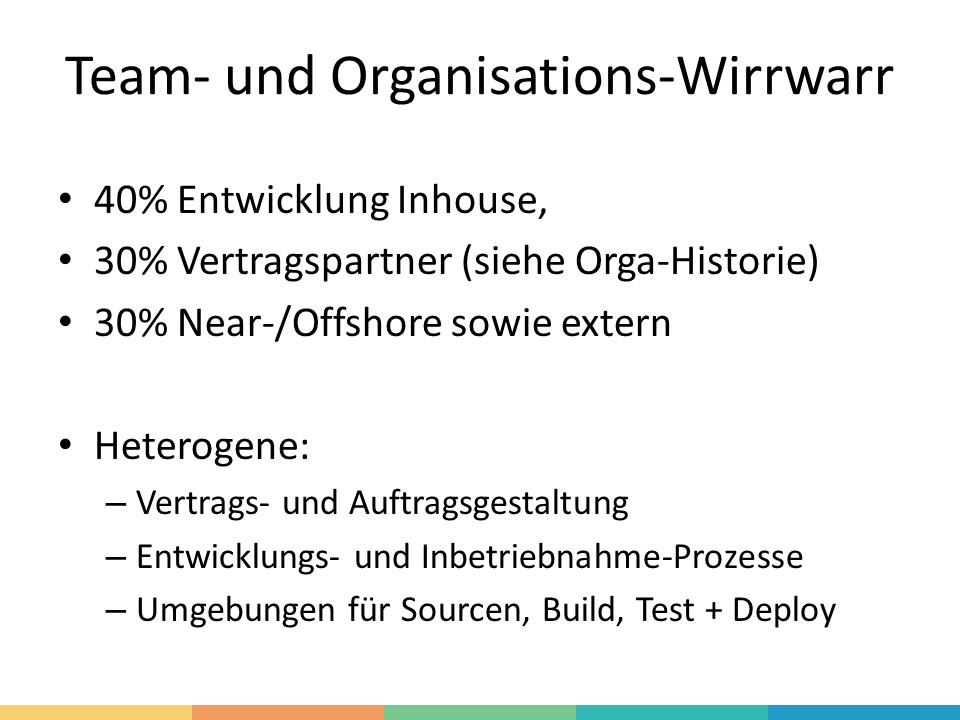 Team- und Organisations-Wirrwarr
• 40% Entwicklung Inhouse,
• 30% Vertragspartner (siehe Orga-Historie)
• 30% Near-/Offshore sowie extern
• Heterogene:
– Vertrags- und Auftragsgestaltung
– Entwicklungs- und Inbetriebnahme-Prozesse
– Umgebungen für Sourcen, Build, Test + Deploy